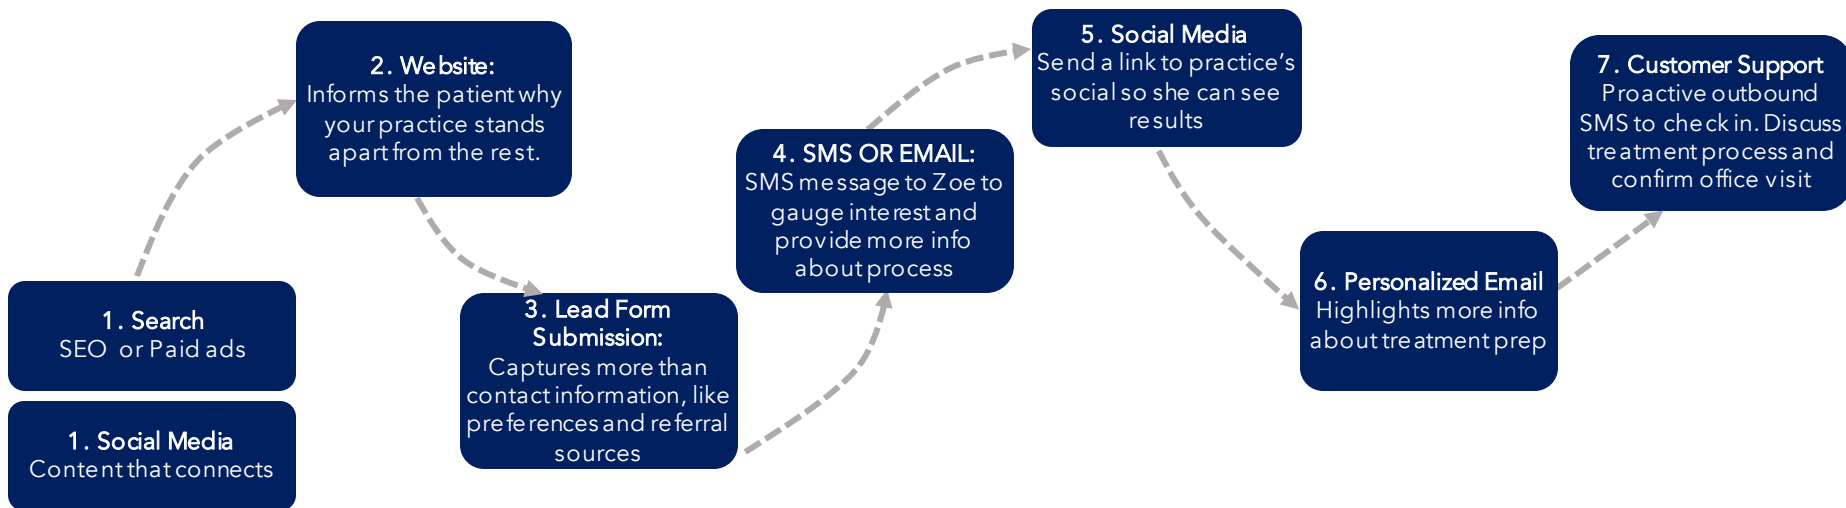 1. Search
SEO or Paid ads
1. Social Media
Content that connects
2. Website:
Informs the patient why
your practice stands
apart from the rest.
3. Lead Form
Submission:
Captures more than
contact information, like
preferences and referral
sources
4. SMS OR EMAIL:
SMS message to Zoe to
gauge interest and
provide more info
about process
5. Social Media
Send a link to practice’s
social so she can see
results
6. Personalized Email
Highlights more info
about treatment prep
7. Customer Support
Proactive outbound
SMS to check in. Discuss
treatment process and
confirm office visit